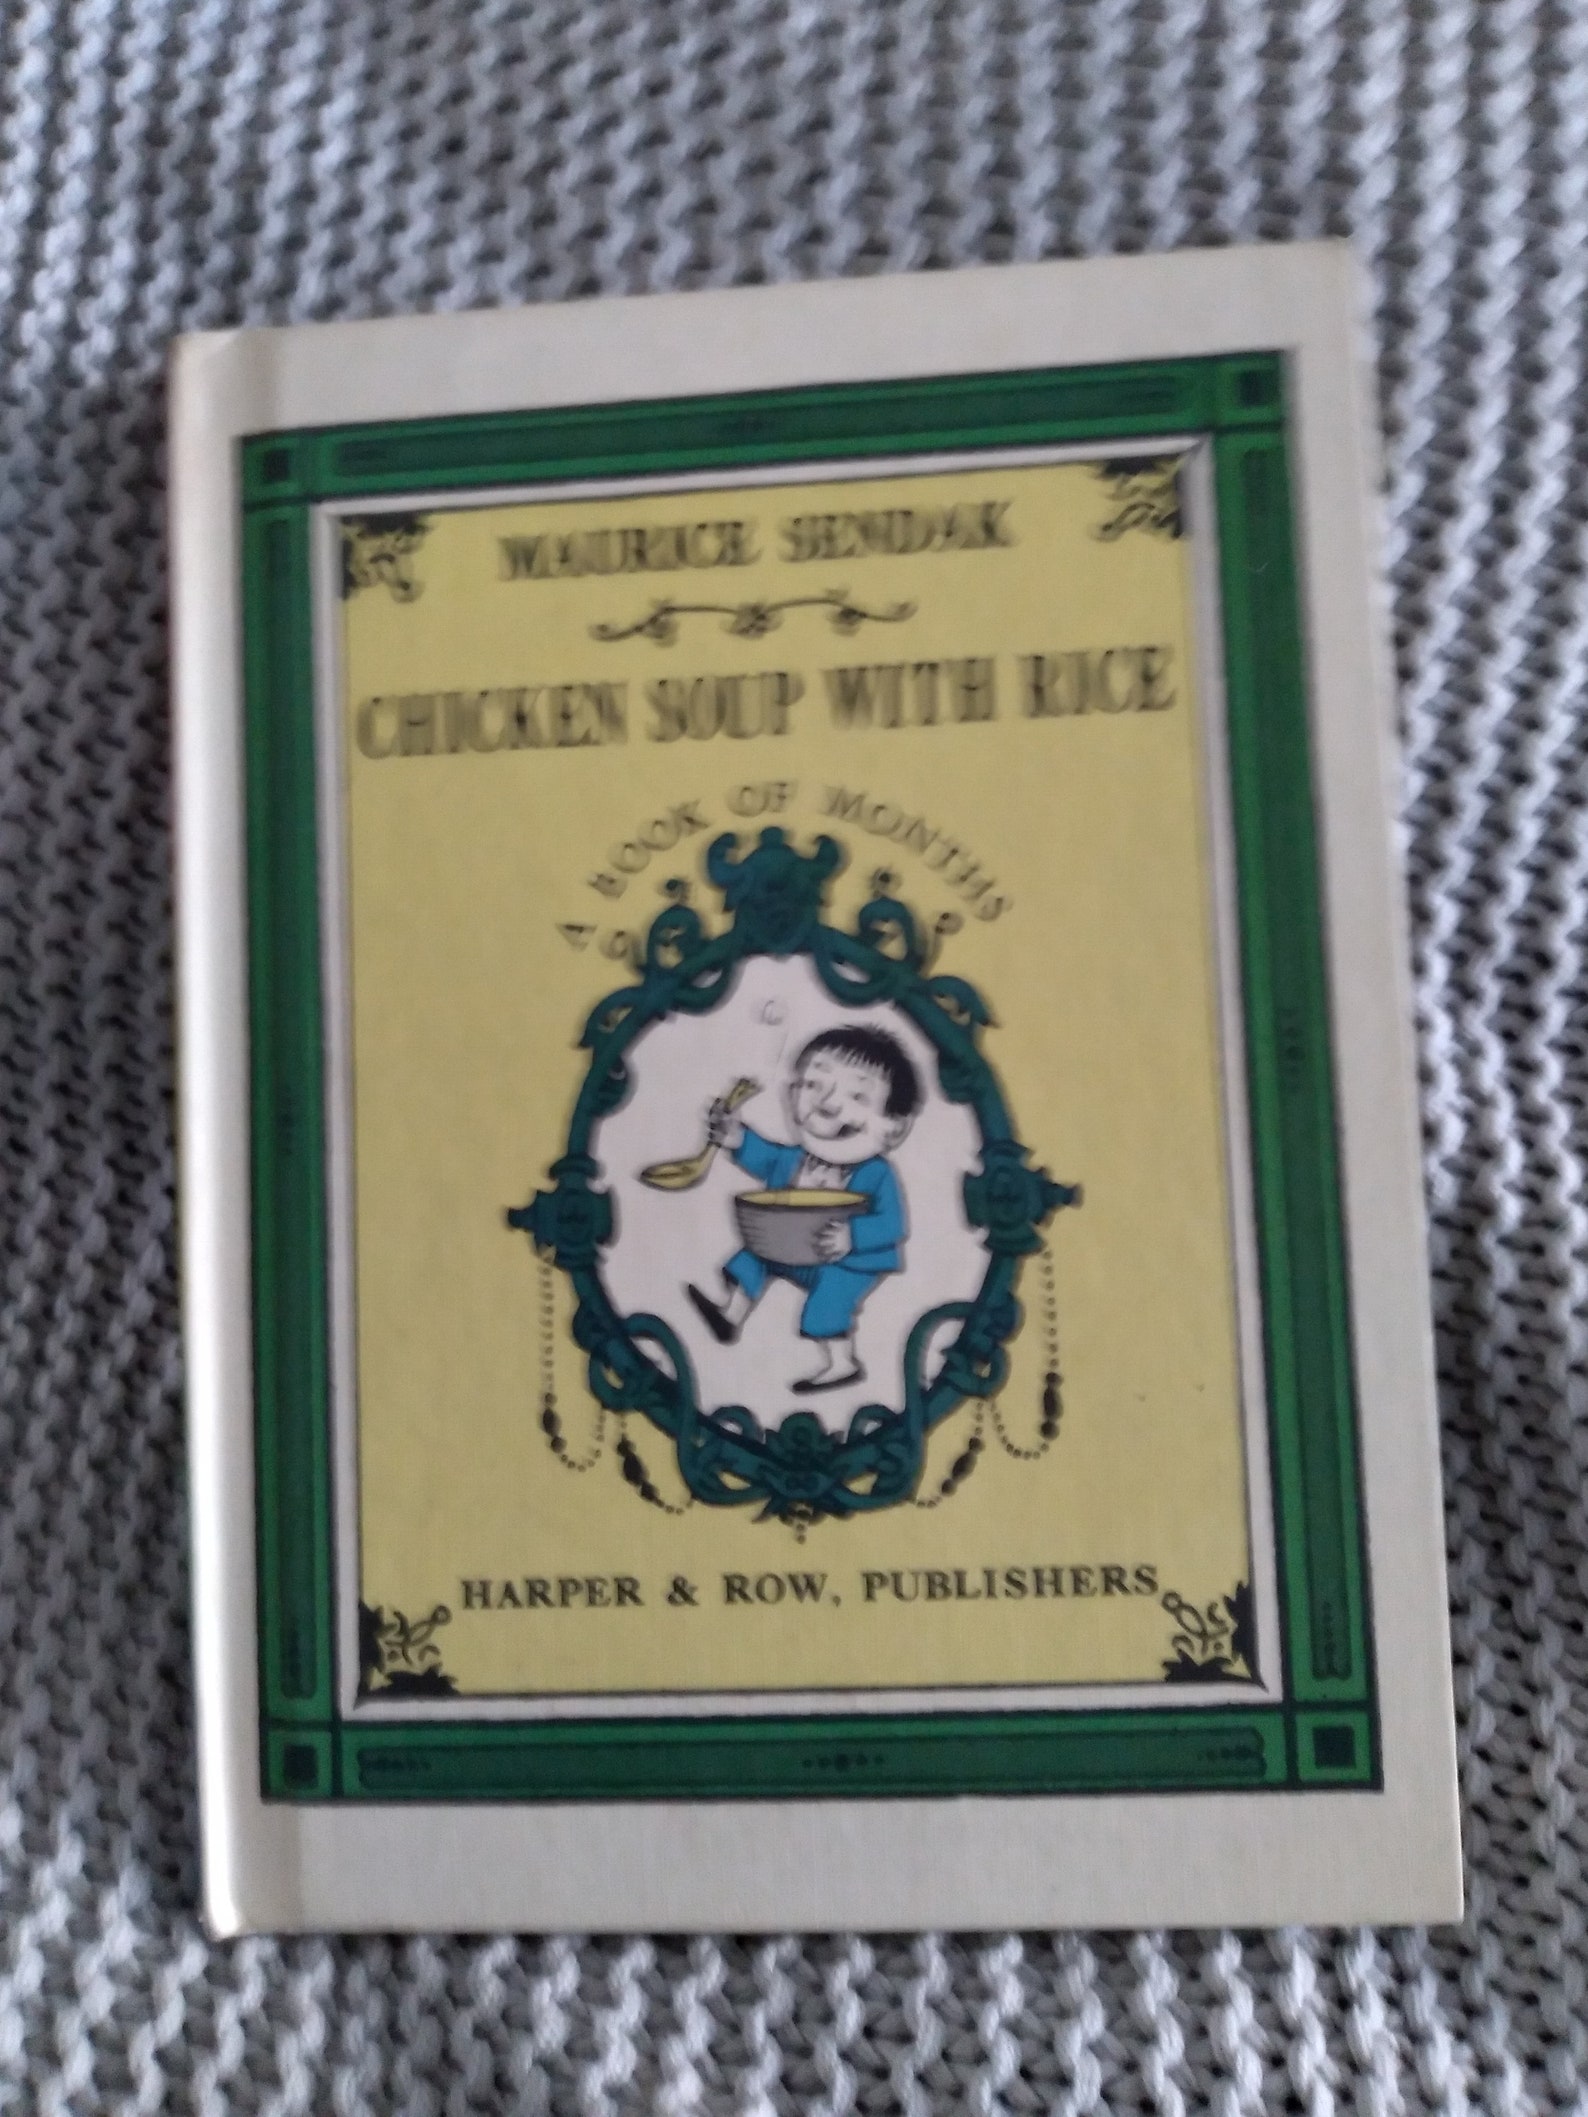 MAURICE SENDAK
CHICKEN SOUP WITH RICE
A BOOK OF MONTHS
HARPER & ROW, PUBLISHERS